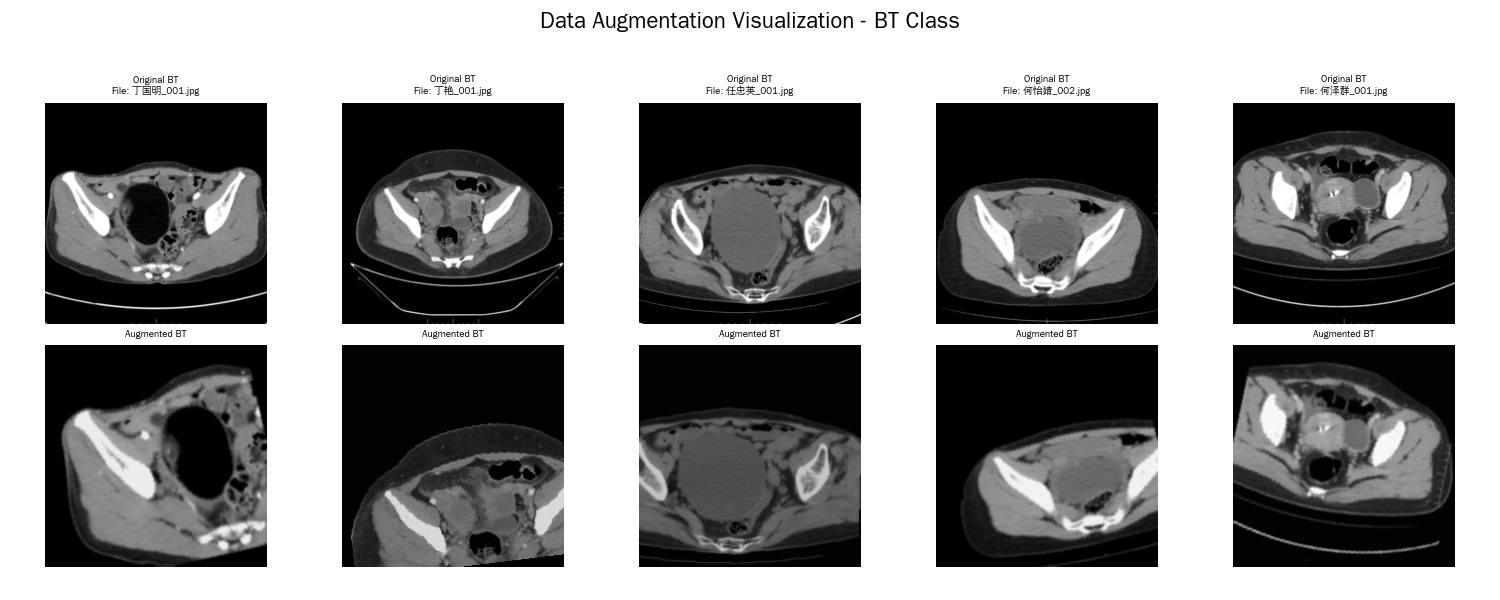 Data Augmentation Visualization - BT Class
Original BT
File: 丁国明_001.jpg
Original BT
File: 丁艳_001.jpg
Original BT
File: 任忠英_001.jpg
Original BT
File: 何怡婧_002.jpg
Original BT
File: 何泽群_001.jpg
Augmented BT
Augmented BT
Augmented BT
Augmented BT
Augmented BT